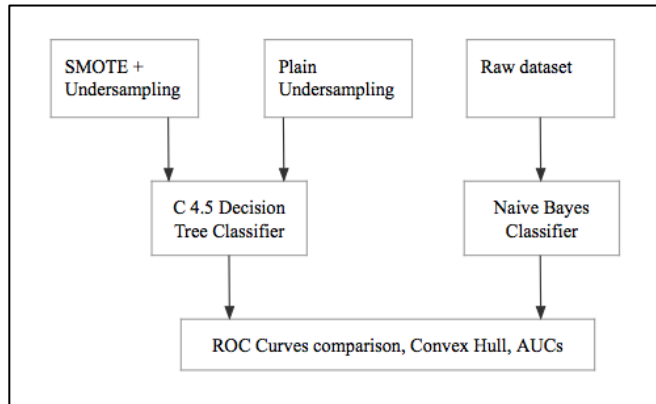 SMOTE +
Undersampling
Plain
Undersampling
Raw dataset
C 4.5 Decision
Tree Classifier
Naive Bayes
Classifier
ROC Curves comparison, Convex Hull, AUCs